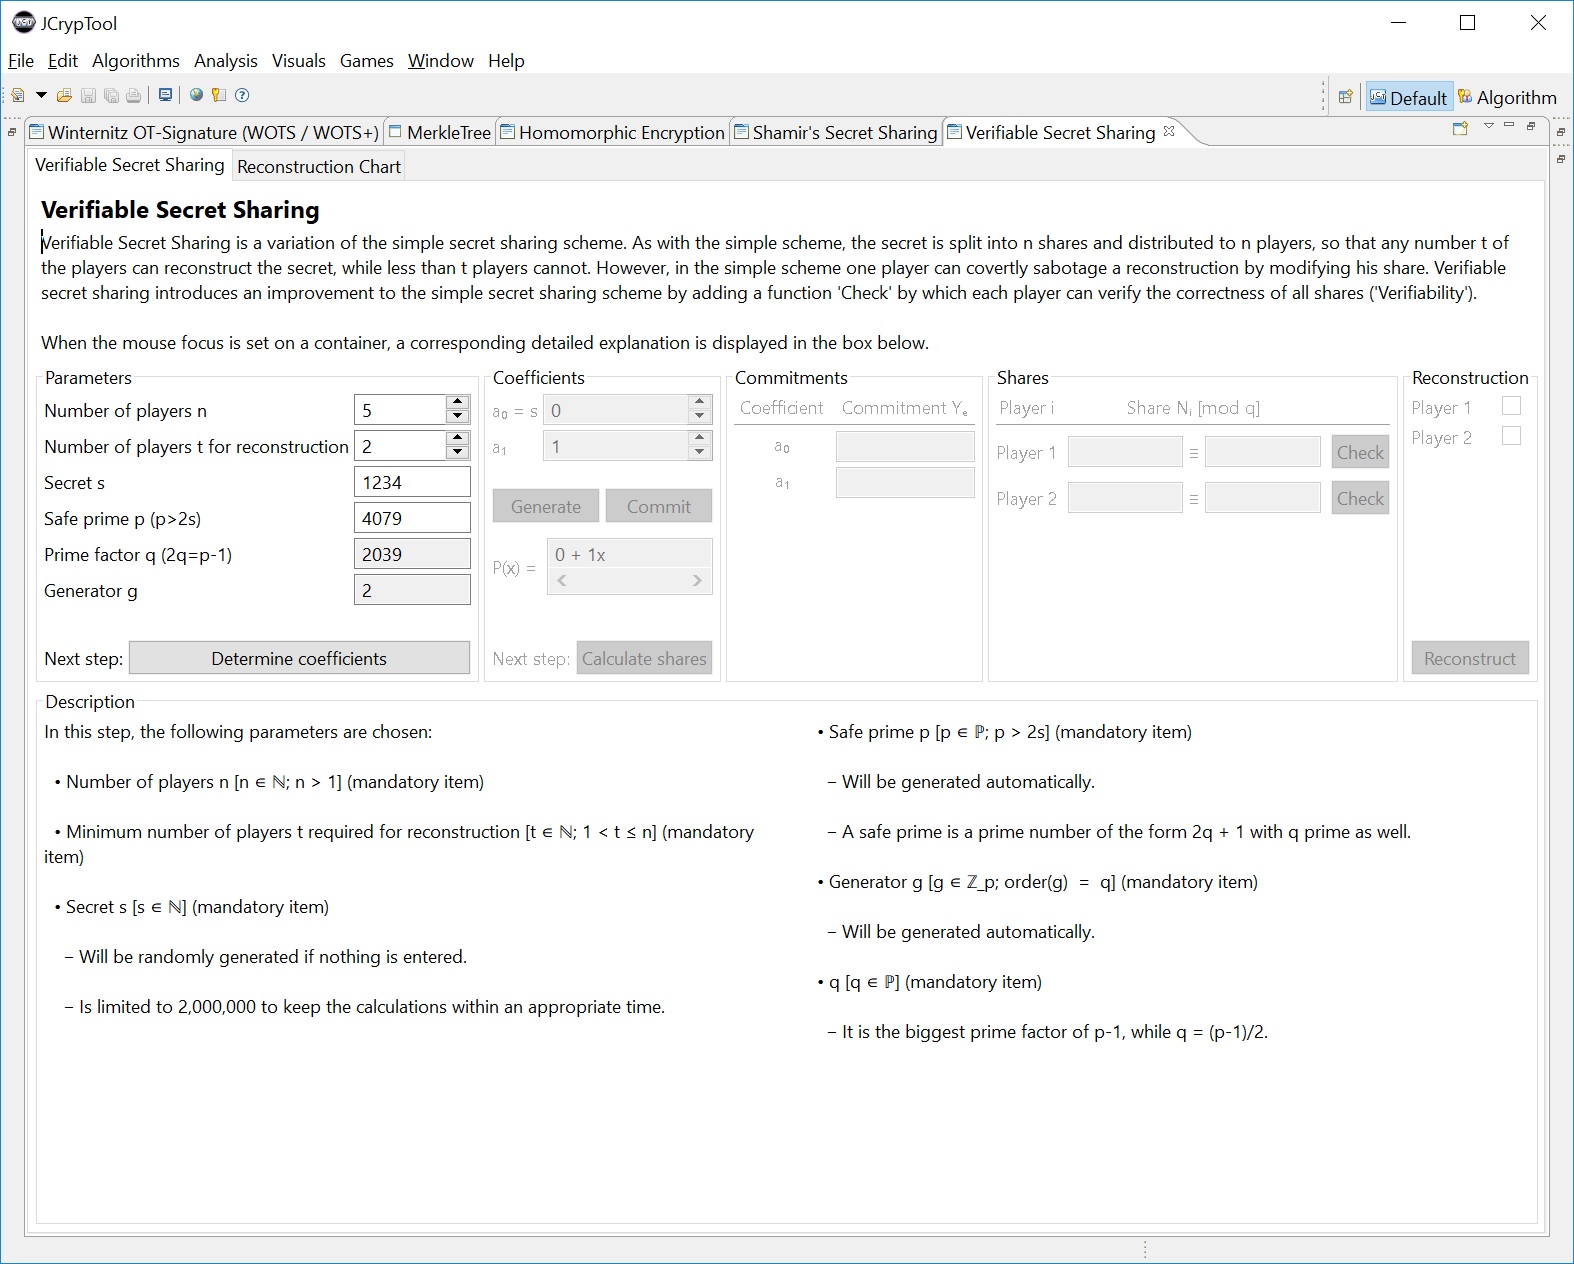 JCrypTool
File Edit Algorithms Analysis Visuals Games Window Help
Default Algorithm
Winternitz OT-Signature (WOTS / WOTS+) MerkleTree Homomorphic Encryption Shamir's Secret Sharing Verifiable Secret Sharing
Verifiable Secret Sharing Reconstruction Chart
Verifiable Secret Sharing
Verifiable Secret Sharing is a variation of the simple secret sharing scheme. As with the simple scheme, the secret is split into n shares and distributed to n players, so that any number t of
the players can reconstruct the secret, while less than t players cannot. However, in the simple scheme one player can covertly sabotage a reconstruction by modifying his share. Verifiable
secret sharing introduces an improvement to the simple secret sharing scheme by adding a function 'Check' by which each player can verify the correctness of all shares ('Verifiability').
When the mouse focus is set on a container, a corresponding detailed explanation is displayed in the box below.
Parameters
Number of players n 5
Number of players t for reconstruction 2
Secret s 1234
Safe prime p (p>2s) 4079
Prime factor q (2q=p-1) 2039
Generator g 2
Next step: Determine coefficients
Coefficients
a₀ = s 0
a₁ 1
Generate Commit
P(x) = 0 + 1x
Next step: Calculate shares
Commitments
Coefficient Commitment Yₑ
a₀
a₁
Shares
Player i Share Nᵢ [mod q]
Player 1 ≡ Check
Player 2 ≡ Check
Reconstruction
Player 1
Player 2
Reconstruct
Description
In this step, the following parameters are chosen:
• Number of players n [n ∈ ℕ; n > 1] (mandatory item)
• Minimum number of players t required for reconstruction [t ∈ ℕ; 1 < t ≤ n] (mandatory
item)
• Secret s [s ∈ ℕ] (mandatory item)
– Will be randomly generated if nothing is entered.
– Is limited to 2,000,000 to keep the calculations within an appropriate time.
• Safe prime p [p ∈ ℙ; p > 2s] (mandatory item)
– Will be generated automatically.
– A safe prime is a prime number of the form 2q + 1 with q prime as well.
• Generator g [g ∈ ℤ_p; order(g) = q] (mandatory item)
– Will be generated automatically.
• q [q ∈ ℙ] (mandatory item)
– It is the biggest prime factor of p-1, while q = (p-1)/2.